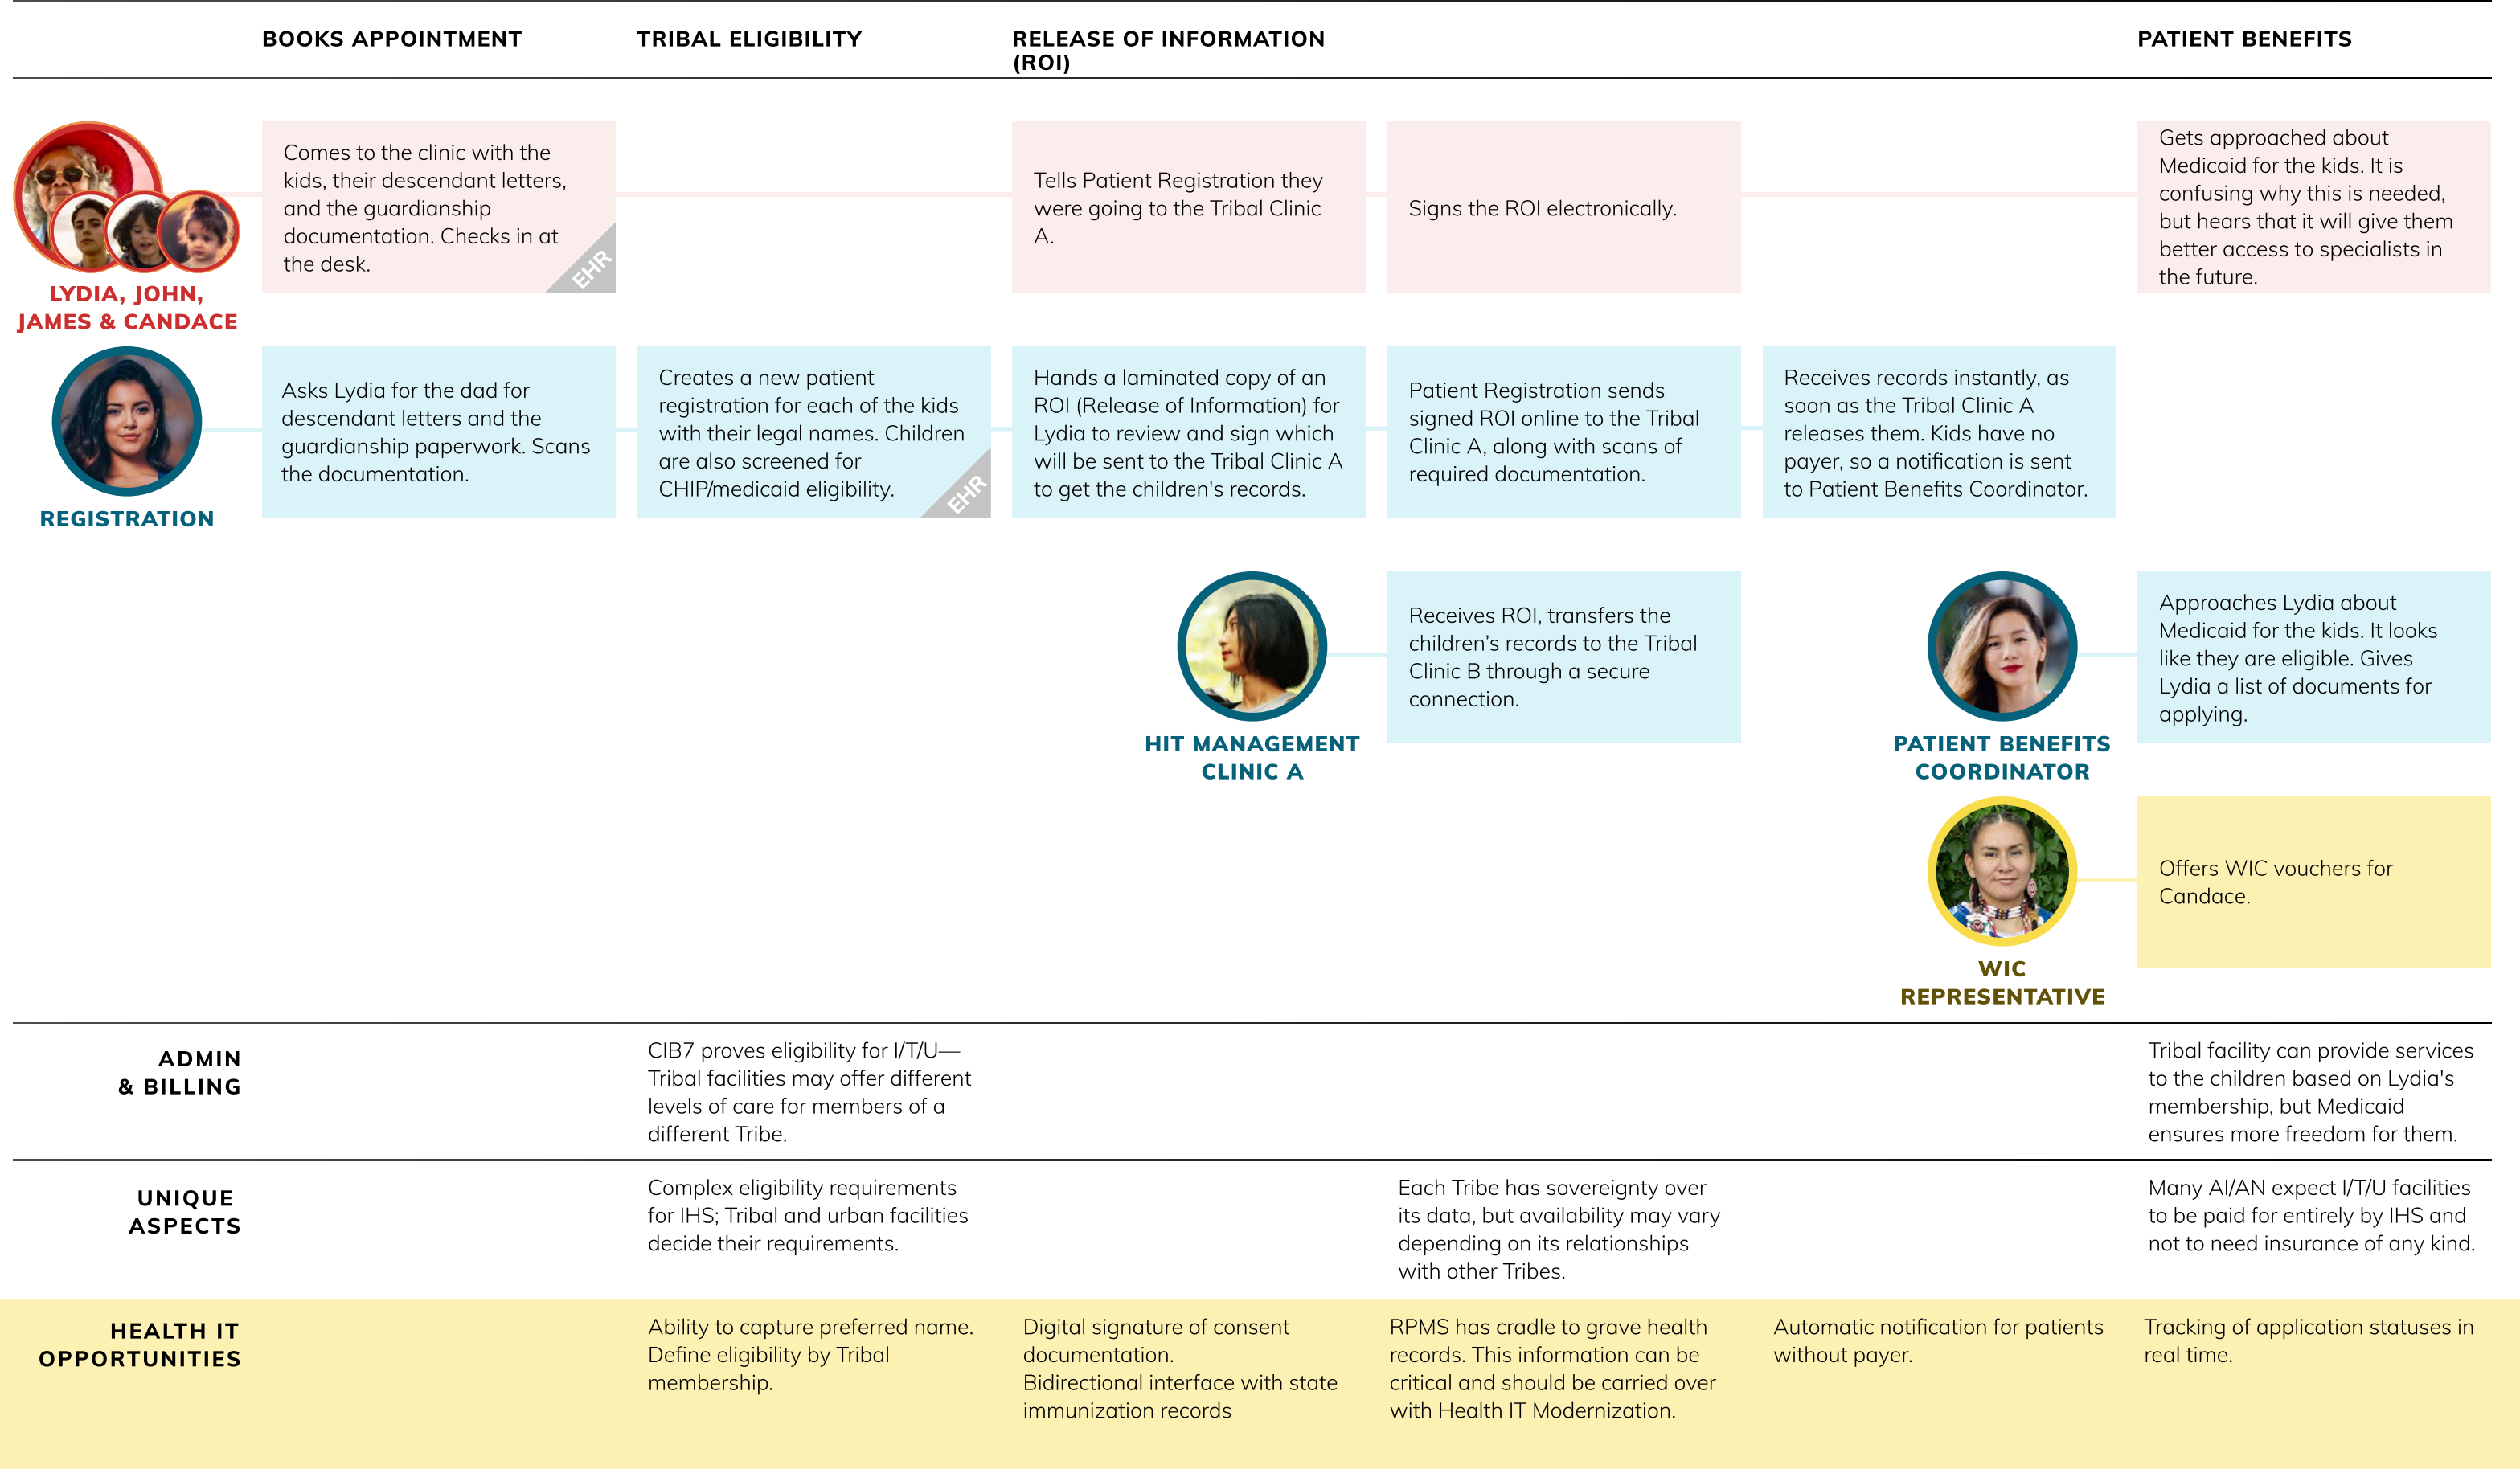 BOOKS APPOINTMENT
TRIBAL ELIGIBILITY
RELEASE OF INFORMATION
(ROI)
PATIENT BENEFITS
LYDIA, JOHN,
JAMES & CANDACE
Comes to the clinic with the
kids, their descendant letters,
and the guardianship
documentation. Checks in at
the desk.
EHR
Tells Patient Registration they
were going to the Tribal Clinic
A.
Signs the ROI electronically.
Gets approached about
Medicaid for the kids. It is
confusing why this is needed,
but hears that it will give them
better access to specialists in
the future.
REGISTRATION
Asks Lydia for the dad for
descendant letters and the
guardianship paperwork. Scans
the documentation.
Creates a new patient
registration for each of the kids
with their legal names. Children
are also screened for
CHIP/medicaid eligibility.
EHR
Hands a laminated copy of an
ROI (Release of Information) for
Lydia to review and sign which
will be sent to the Tribal Clinic A
to get the children's records.
Patient Registration sends
signed ROI online to the Tribal
Clinic A, along with scans of
required documentation.
Receives records instantly, as
soon as the Tribal Clinic A
releases them. Kids have no
payer, so a notification is sent
to Patient Benefits Coordinator.
HIT MANAGEMENT
CLINIC A
Receives ROI, transfers the
children’s records to the Tribal
Clinic B through a secure
connection.
PATIENT BENEFITS
COORDINATOR
Approaches Lydia about
Medicaid for the kids. It looks
like they are eligible. Gives
Lydia a list of documents for
applying.
WIC
REPRESENTATIVE
Offers WIC vouchers for
Candace.
ADMIN
& BILLING
CIB7 proves eligibility for I/T/U—
Tribal facilities may offer different
levels of care for members of a
different Tribe.
Tribal facility can provide services
to the children based on Lydia's
membership, but Medicaid
ensures more freedom for them.
UNIQUE
ASPECTS
Complex eligibility requirements
for IHS; Tribal and urban facilities
decide their requirements.
Each Tribe has sovereignty over
its data, but availability may vary
depending on its relationships
with other Tribes.
Many AI/AN expect I/T/U facilities
to be paid for entirely by IHS and
not to need insurance of any kind.
HEALTH IT
OPPORTUNITIES
Ability to capture preferred name.
Define eligibility by Tribal
membership.
Digital signature of consent
documentation.
Bidirectional interface with state
immunization records
RPMS has cradle to grave health
records. This information can be
critical and should be carried over
with Health IT Modernization.
Automatic notification for patients
without payer.
Tracking of application statuses in
real time.